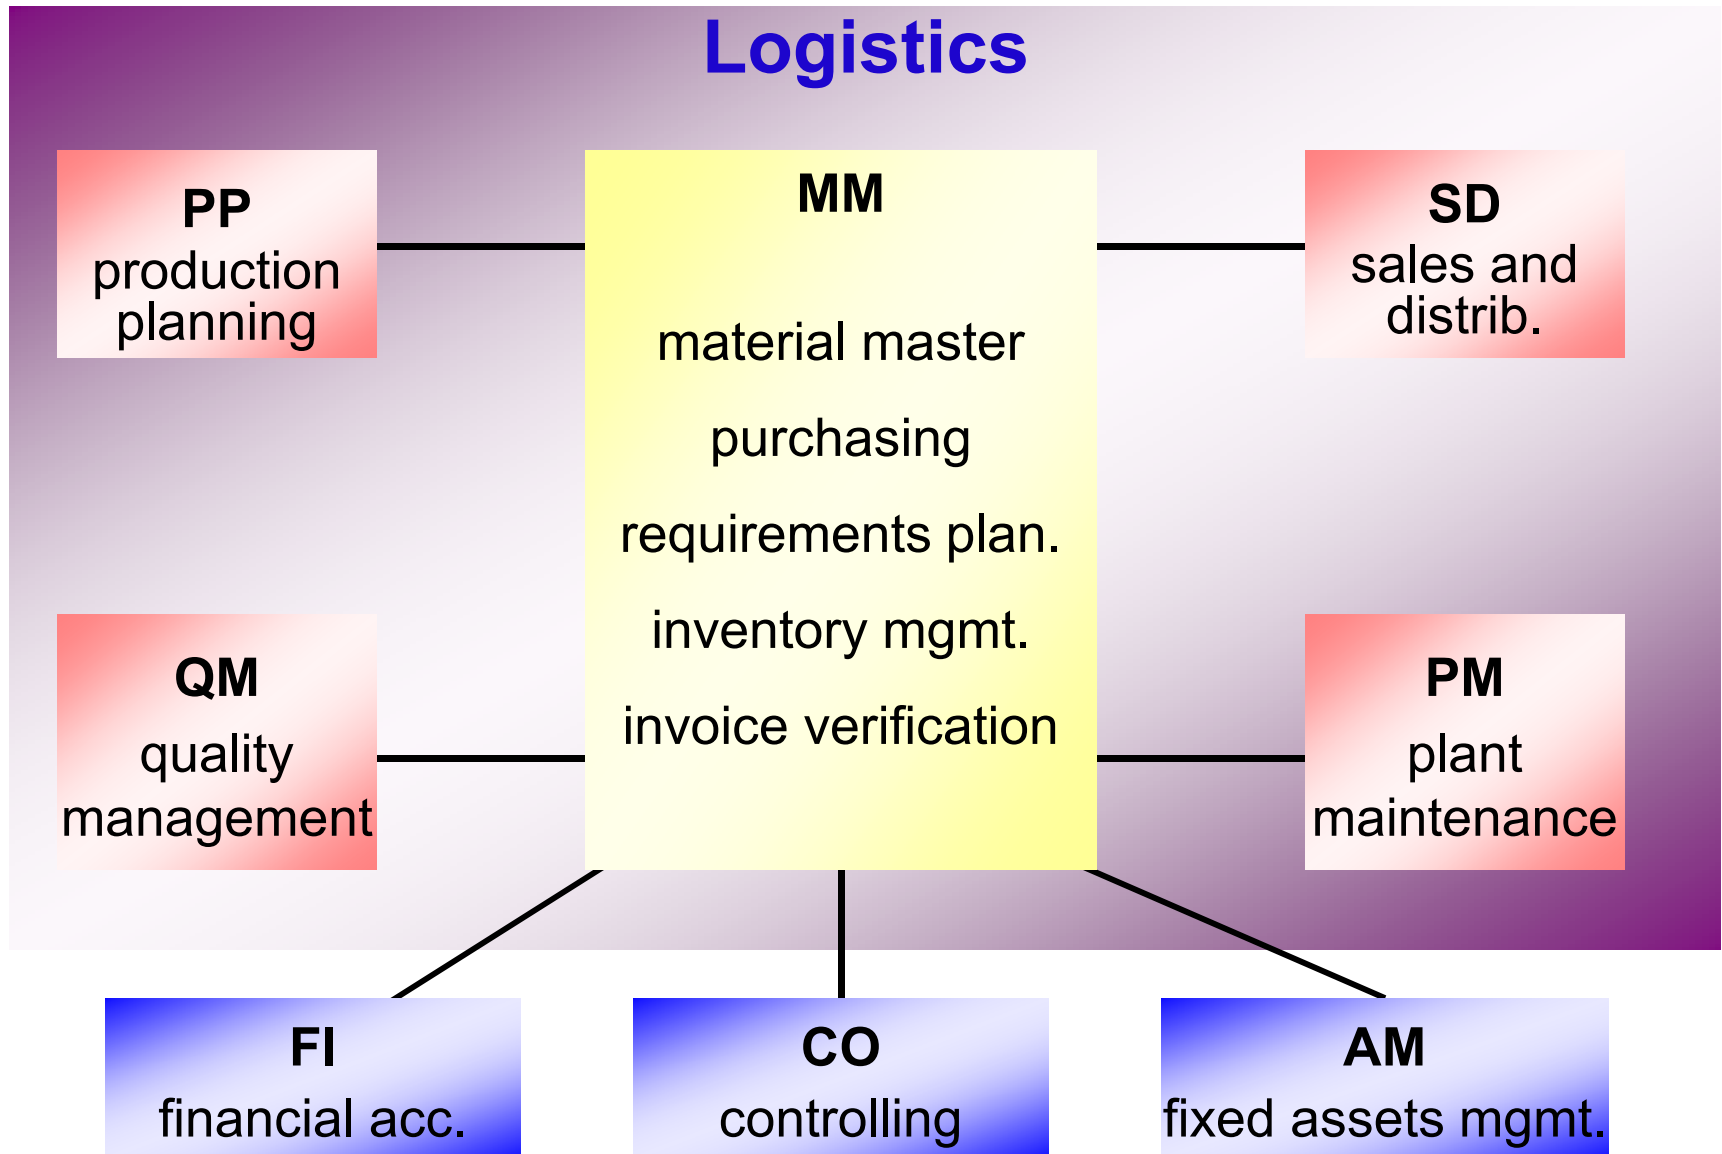 Logistics
PP
production
planning
MM
material master
purchasing
requirements plan.
inventory mgmt.
invoice verification
SD
sales and
distrib.
QM
quality
management
PM
plant
maintenance
FI
financial acc.
CO
controlling
AM
fixed assets mgmt.